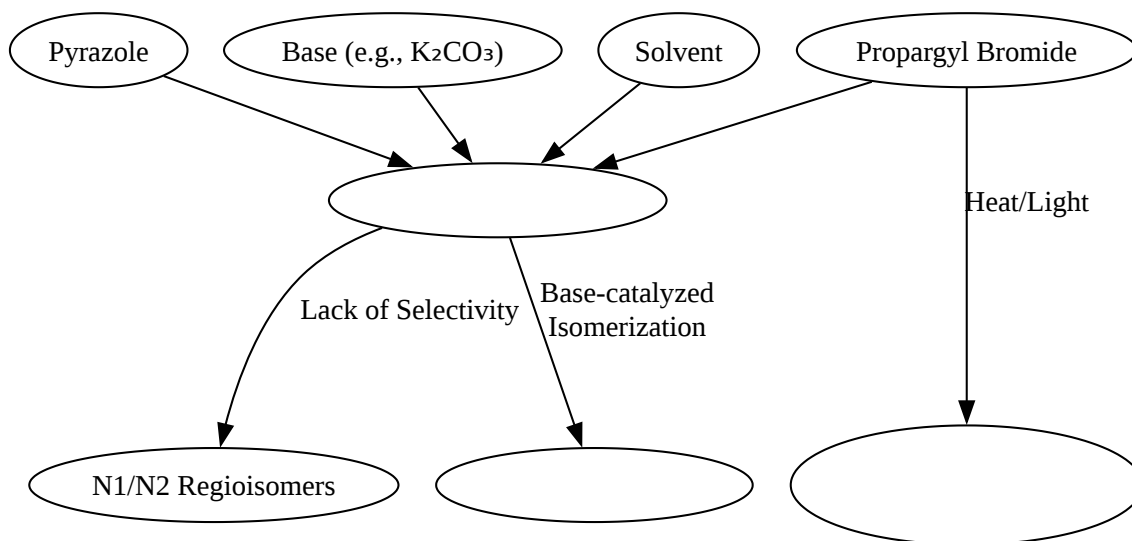 Pyrazole
Base (e.g., K₂CO₃)
Solvent
Propargyl Bromide
Heat/Light
Lack of Selectivity
Base-catalyzed
Isomerization
N1/N2 Regioisomers